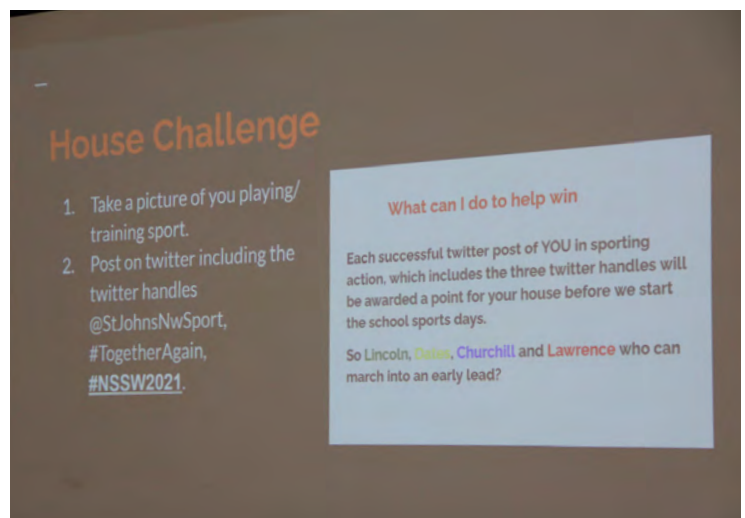 House Challenge
1. Take a picture of you playing/
training sport.
2. Post on twitter including the
twitter handles
@StJohnsNwSport,
#TogetherAgain,
#NSSW2021.
What can I do to help win
Each successful twitter post of YOU in sporting
action, which includes the three twitter handles will
be awarded a point for your house before we start
the school sports days.
So Lincoln, , Churchill and Lawrence who can
march into an early lead?